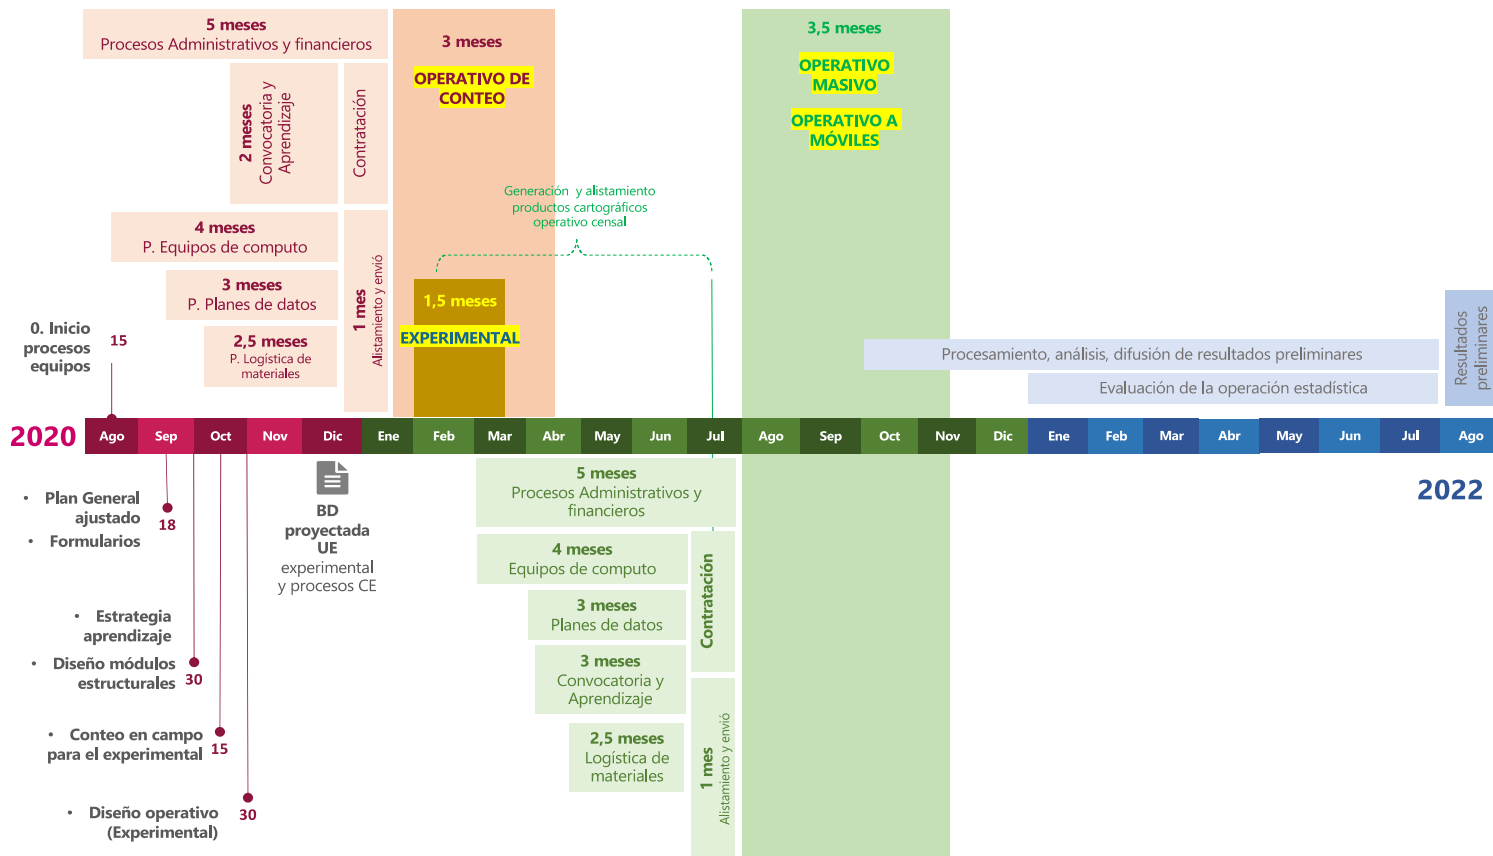 5 meses
Procesos Administrativos y financieros
2 meses
Convocatoria y
Aprendizaje
Contratación
4 meses
P. Equipos de computo
3 meses
P. Planes de datos
2,5 meses
P. Logística de
materiales
1 mes
Alistamiento y envió
3 meses
OPERATIVO DE
CONTEO
1,5 meses
EXPERIMENTAL
Generación y alistamiento
productos cartográficos
operativo censal
3,5 meses
OPERATIVO
MASIVO
OPERATIVO A
MÓVILES
0. Inicio
procesos
equipos
15
Procesamiento, análisis, difusión de resultados preliminares
Evaluación de la operación estadística
Resultados
preliminares
2020 Ago Sep Oct Nov Dic Ene Feb Mar Abr May Jun Jul Ago Sep Oct Nov Dic Ene Feb Mar Abr May Jun Jul Ago
2022
• Plan General
ajustado
18
• Formularios
• Estrategia
aprendizaje
• Diseño módulos
estructurales
30
• Conteo en campo
para el experimental
15
• Diseño operativo
(Experimental)
30
BD
proyectada
UE
experimental
y procesos CE
5 meses
Procesos Administrativos y
financieros
4 meses
Equipos de computo
3 meses
Planes de datos
3 meses
Convocatoria y
Aprendizaje
2,5 meses
Logística de
materiales
Contratación
1 mes
Alistamiento y envió